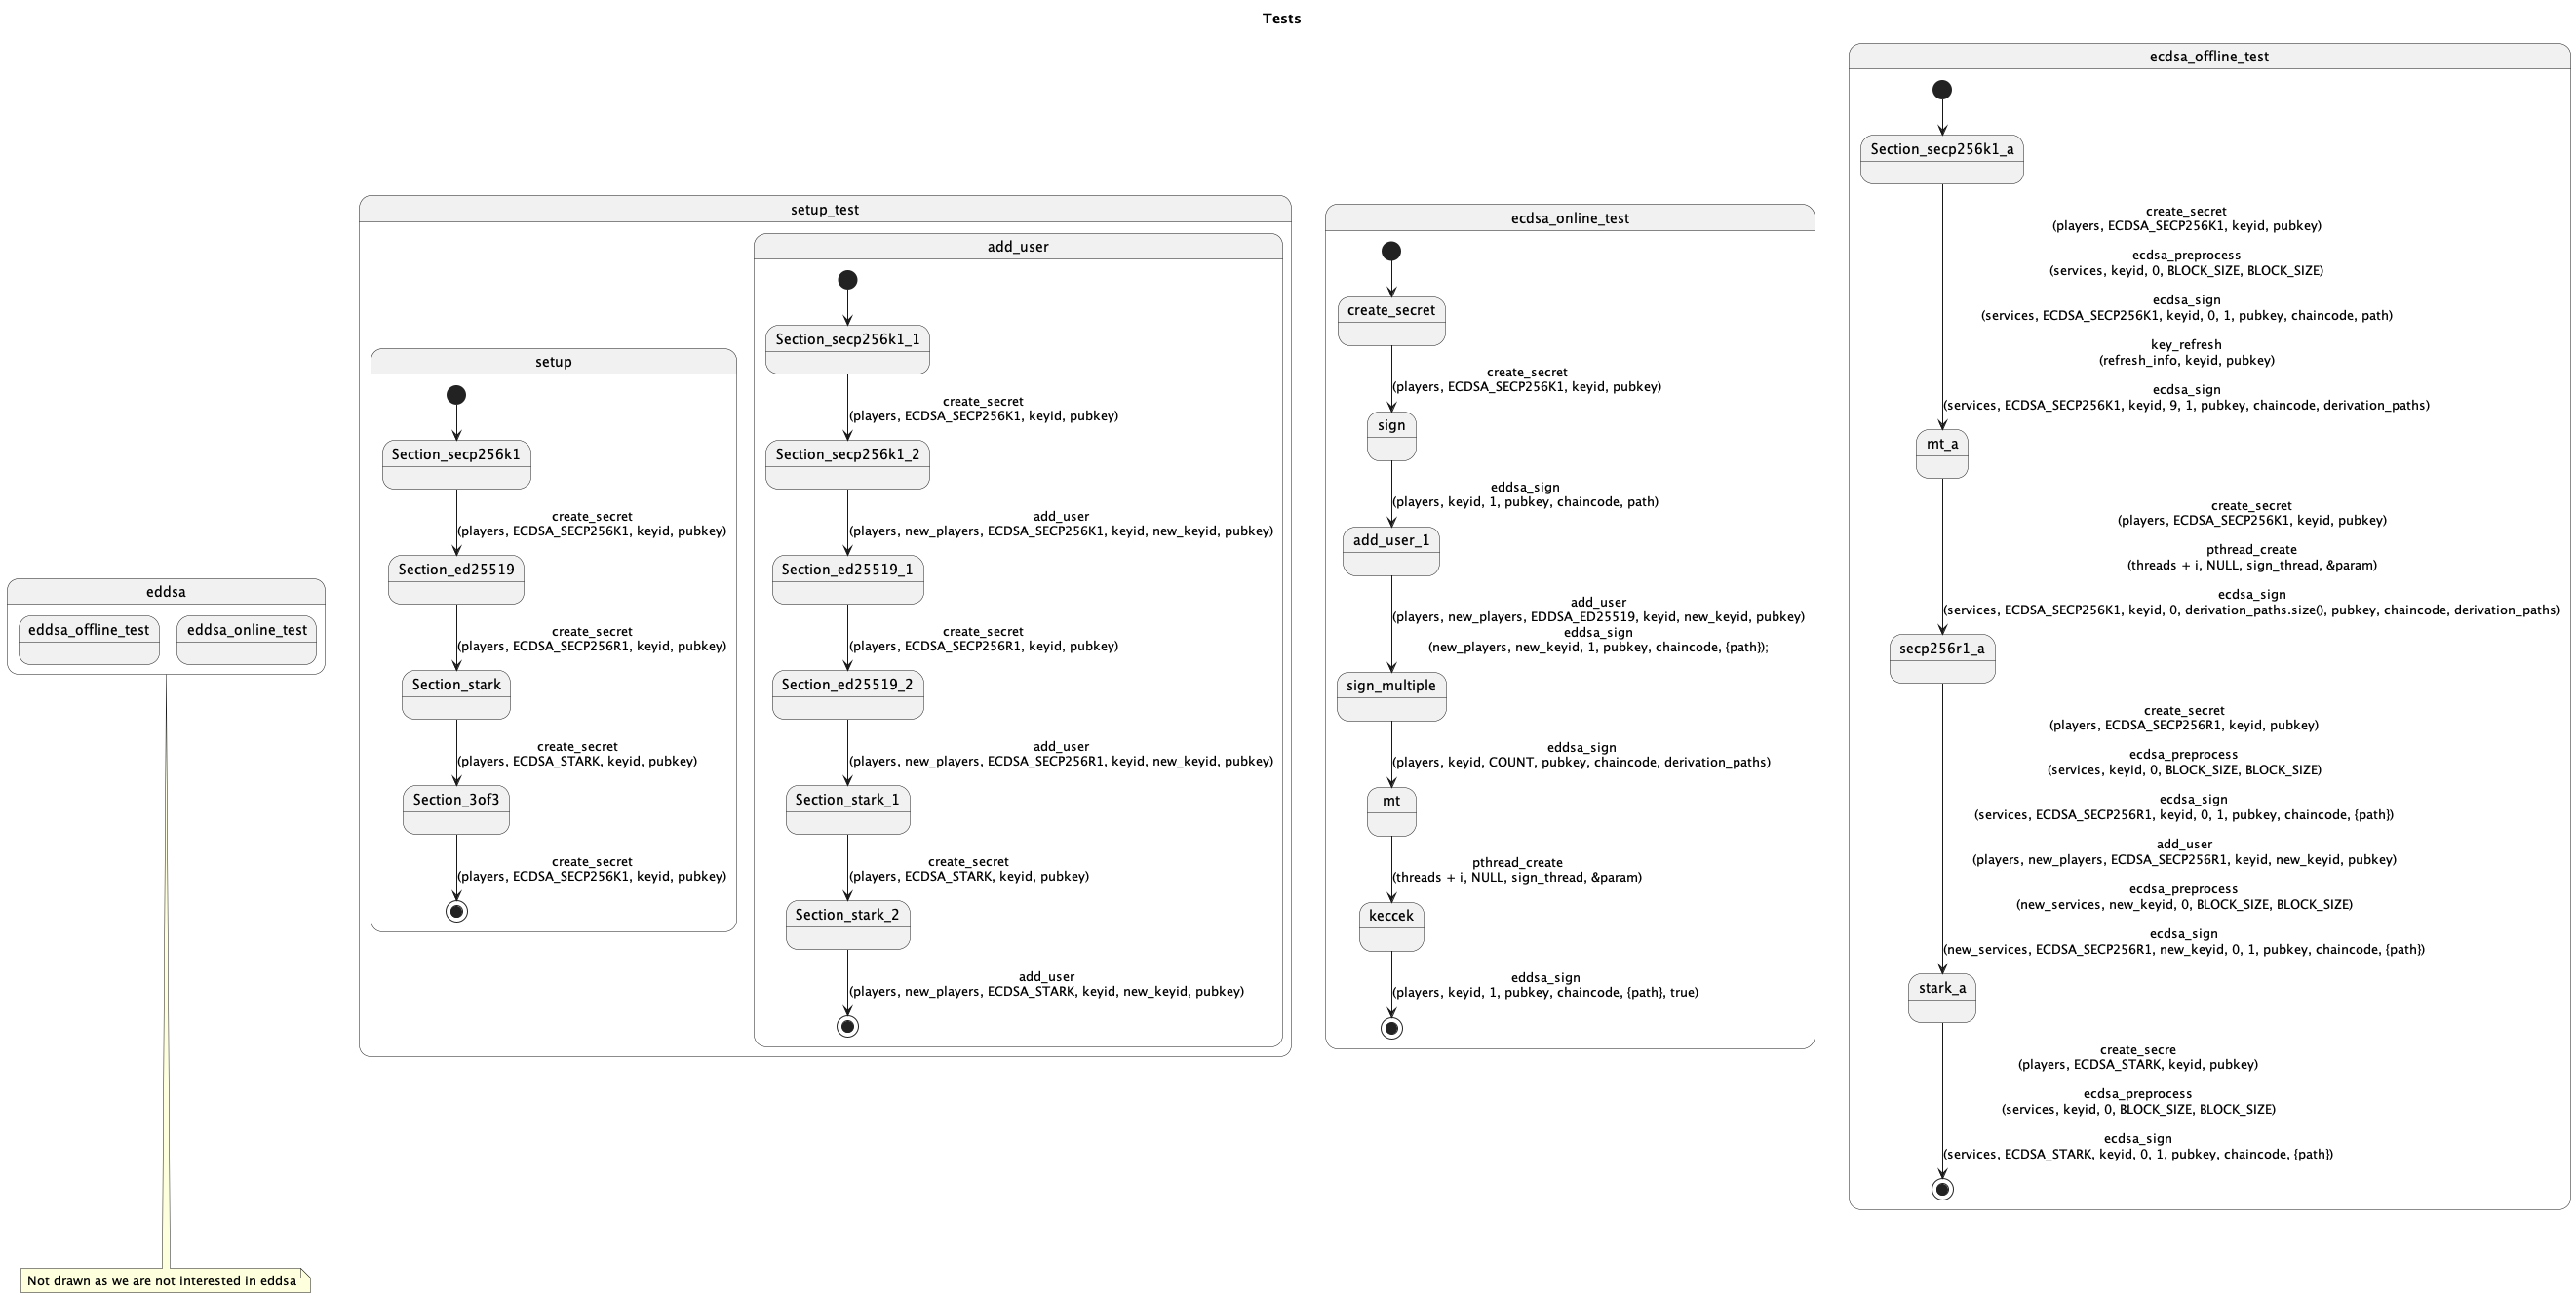 Tests
eddsa
eddsa_offline_test
eddsa_online_test
Not drawn as we are not interested in eddsa
setup_test
setup
Section_secp256k1
create_secret
(players, ECDSA_SECP256K1, keyid, pubkey)
Section_ed25519
create_secret
(players, ECDSA_SECP256R1, keyid, pubkey)
Section_stark
create_secret
(players, ECDSA_STARK, keyid, pubkey)
Section_3of3
create_secret
(players, ECDSA_SECP256K1, keyid, pubkey)
add_user
Section_secp256k1_1
create_secret
(players, ECDSA_SECP256K1, keyid, pubkey)
Section_secp256k1_2
add_user
(players, new_players, ECDSA_SECP256K1, keyid, new_keyid, pubkey)
Section_ed25519_1
create_secret
(players, ECDSA_SECP256R1, keyid, pubkey)
Section_ed25519_2
add_user
(players, new_players, ECDSA_SECP256R1, keyid, new_keyid, pubkey)
Section_stark_1
create_secret
(players, ECDSA_STARK, keyid, pubkey)
Section_stark_2
add_user
(players, new_players, ECDSA_STARK, keyid, new_keyid, pubkey)
ecdsa_online_test
create_secret
create_secret
(players, ECDSA_SECP256K1, keyid, pubkey)
sign
eddsa_sign
(players, keyid, 1, pubkey, chaincode, path)
add_user_1
add_user
(players, new_players, EDDSA_ED25519, keyid, new_keyid, pubkey)
eddsa_sign
(new_players, new_keyid, 1, pubkey, chaincode, {path});
sign_multiple
eddsa_sign
(players, keyid, COUNT, pubkey, chaincode, derivation_paths)
mt
pthread_create
(threads + i, NULL, sign_thread, &param)
keccek
eddsa_sign
(players, keyid, 1, pubkey, chaincode, {path}, true)
ecdsa_offline_test
Section_secp256k1_a
create_secret
(players, ECDSA_SECP256K1, keyid, pubkey)
ecdsa_preprocess
(services, keyid, 0, BLOCK_SIZE, BLOCK_SIZE)
ecdsa_sign
(services, ECDSA_SECP256K1, keyid, 0, 1, pubkey, chaincode, path)
key_refresh
(refresh_info, keyid, pubkey)
ecdsa_sign
(services, ECDSA_SECP256K1, keyid, 9, 1, pubkey, chaincode, derivation_paths)
mt_a
create_secret
(players, ECDSA_SECP256K1, keyid, pubkey)
pthread_create
(threads + i, NULL, sign_thread, &param)
ecdsa_sign
(services, ECDSA_SECP256K1, keyid, 0, derivation_paths.size(), pubkey, chaincode, derivation_paths)
secp256r1_a
create_secret
(players, ECDSA_SECP256R1, keyid, pubkey)
ecdsa_preprocess
(services, keyid, 0, BLOCK_SIZE, BLOCK_SIZE)
ecdsa_sign
(services, ECDSA_SECP256R1, keyid, 0, 1, pubkey, chaincode, {path})
add_user
(players, new_players, ECDSA_SECP256R1, keyid, new_keyid, pubkey)
ecdsa_preprocess
(new_services, new_keyid, 0, BLOCK_SIZE, BLOCK_SIZE)
ecdsa_sign
(new_services, ECDSA_SECP256R1, new_keyid, 0, 1, pubkey, chaincode, {path})
stark_a
create_secre
(players, ECDSA_STARK, keyid, pubkey)
ecdsa_preprocess
(services, keyid, 0, BLOCK_SIZE, BLOCK_SIZE)
ecdsa_sign
(services, ECDSA_STARK, keyid, 0, 1, pubkey, chaincode, {path})